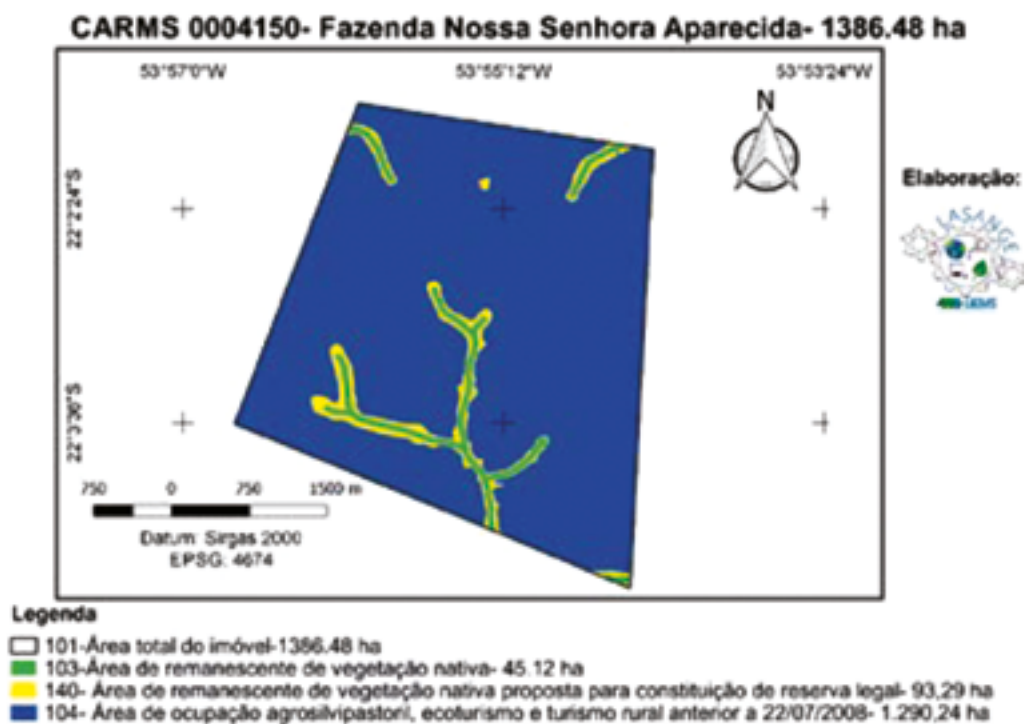 CARMS 0004150- Fazenda Nossa Senhora Aparecida- 1386.48 ha
53°57'0"W 53°55'12"W 53°53'24"W
N
22°2'24"S
Elaboração:
LASANGE
22°3'36"S
750 0 750 1500 m
Datum: Sirgas 2000
EPSG: 4674
Legenda
101-Área total do imóvel-1386.48 ha
103-Área de remanescente de vegetação nativa- 45.12 ha
140- Área de remanescente de vegetação nativa proposta para constituição de reserva legal- 93,29 ha
104- Área de ocupação agrosilvipastoril, ecoturismo e turismo rural anterior a 22/07/2008- 1.290,24 ha